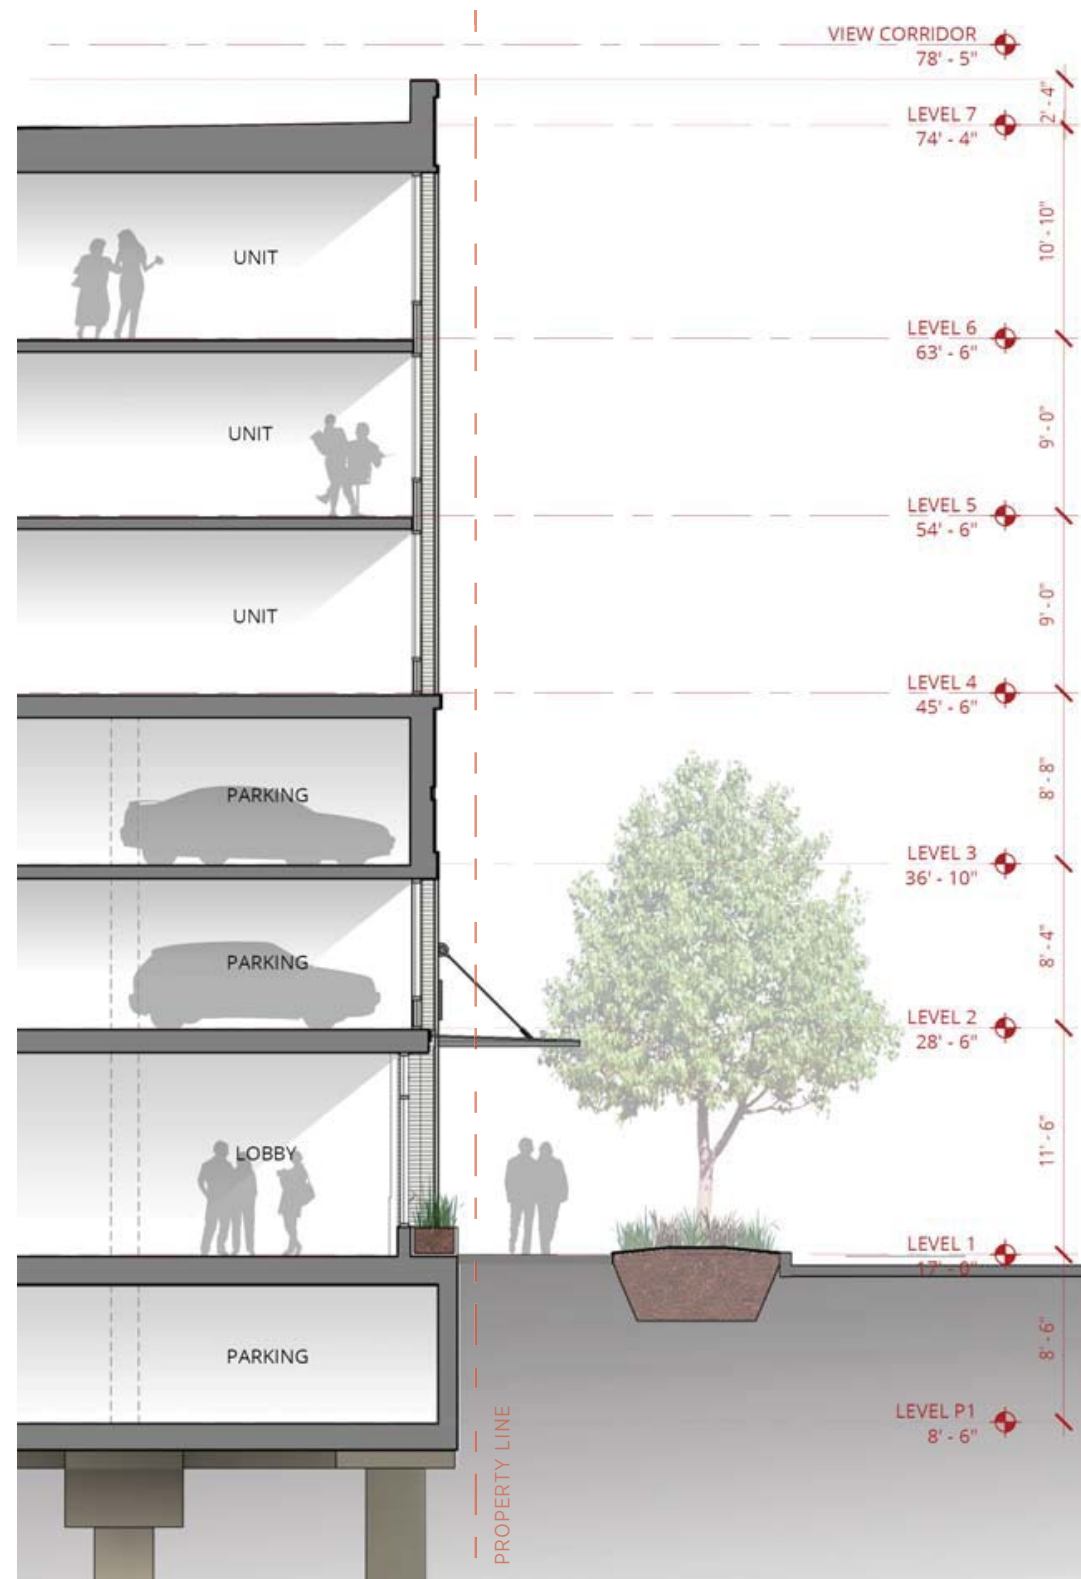 VIEW CORRIDOR
78' - 5"
2' - 4"
LEVEL 7
74' - 4"
10' - 10"
UNIT
LEVEL 6
63' - 6"
9' - 0"
UNIT
LEVEL 5
54' - 6"
9' - 0"
UNIT
LEVEL 4
45' - 6"
8' - 8"
PARKING
LEVEL 3
36' - 10"
8' - 4"
PARKING
LEVEL 2
28' - 6"
11' - 6"
LOBBY
LEVEL 1
17' - 0"
8' - 6"
PARKING
LEVEL P1
8' - 6"
PROPERTY LINE